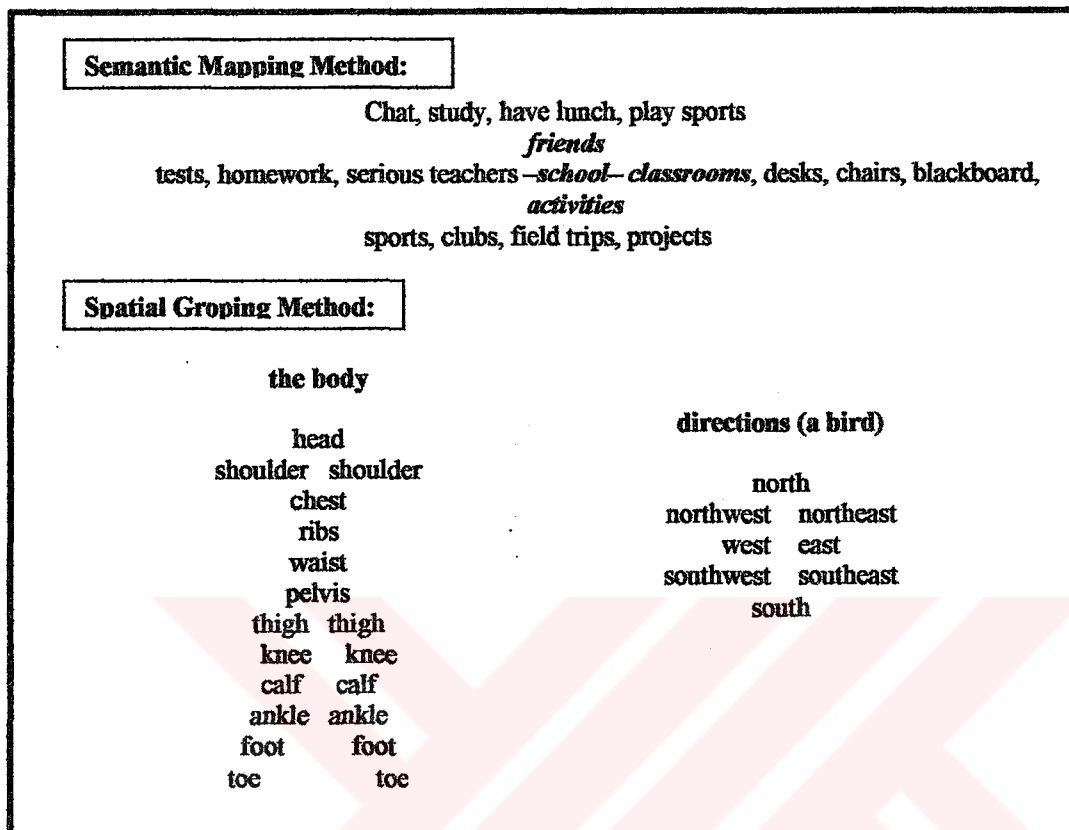 Semantic Mapping Method:
Chat, study, have lunch, play sports
friends
tests, homework, serious teachers –school– classrooms, desks, chairs, blackboard,
activities
sports, clubs, field trips, projects
Spatial Groping Method:
the body
head
shoulder shoulder
chest
ribs
waist
pelvis
thigh thigh
knee knee
calf calf
ankle ankle
foot foot
toe toe
directions (a bird)
north
northwest northeast
west east
southwest southeast
south